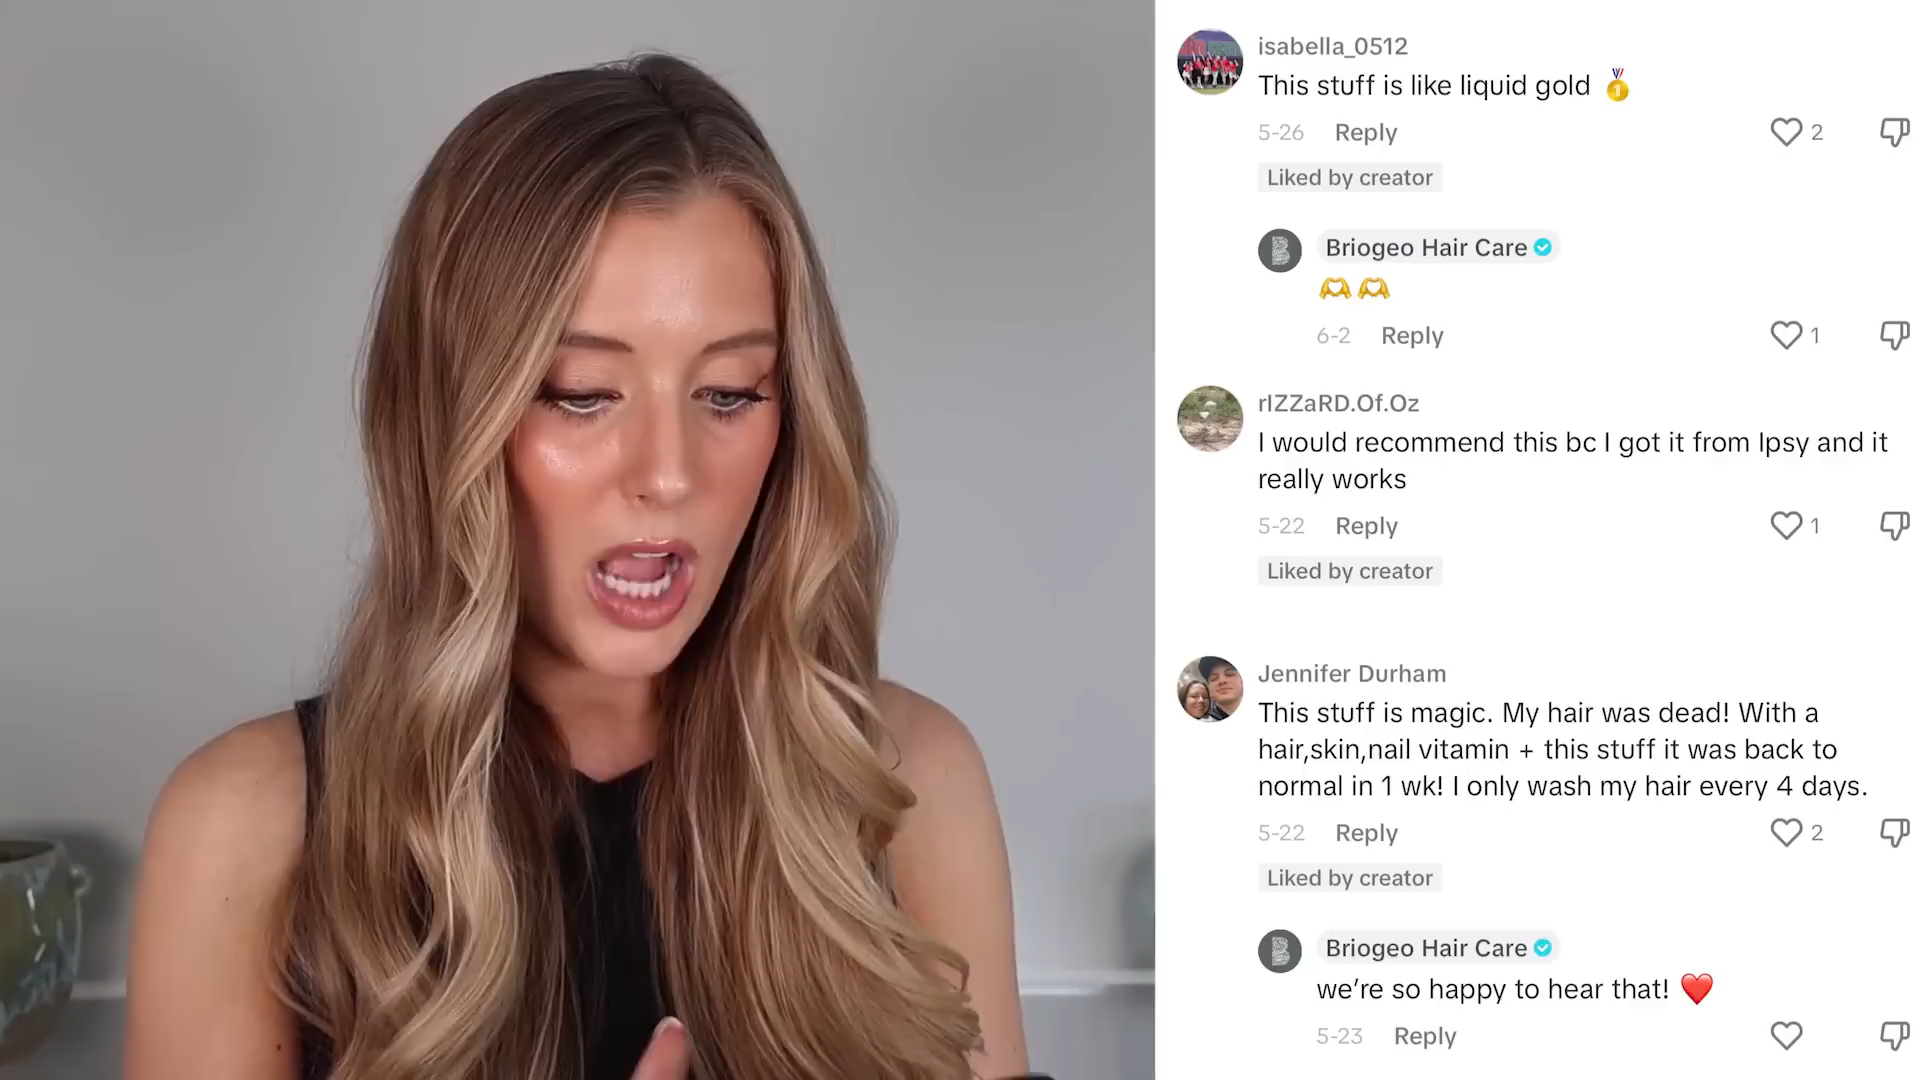 isabella_0512
This stuff is like liquid gold 🥇
5-26 Reply 2
Liked by creator
Briogeo Hair Care
🫶🫶
6-2 Reply 1
rIZZaRD.Of.Oz
I would recommend this bc I got it from Ipsy and it
really works
5-22 Reply 1
Liked by creator
Jennifer Durham
This stuff is magic. My hair was dead! With a
hair,skin,nail vitamin + this stuff it was back to
normal in 1 wk! I only wash my hair every 4 days.
5-22 Reply 2
Liked by creator
Briogeo Hair Care
we’re so happy to hear that! ❤️
5-23 Reply